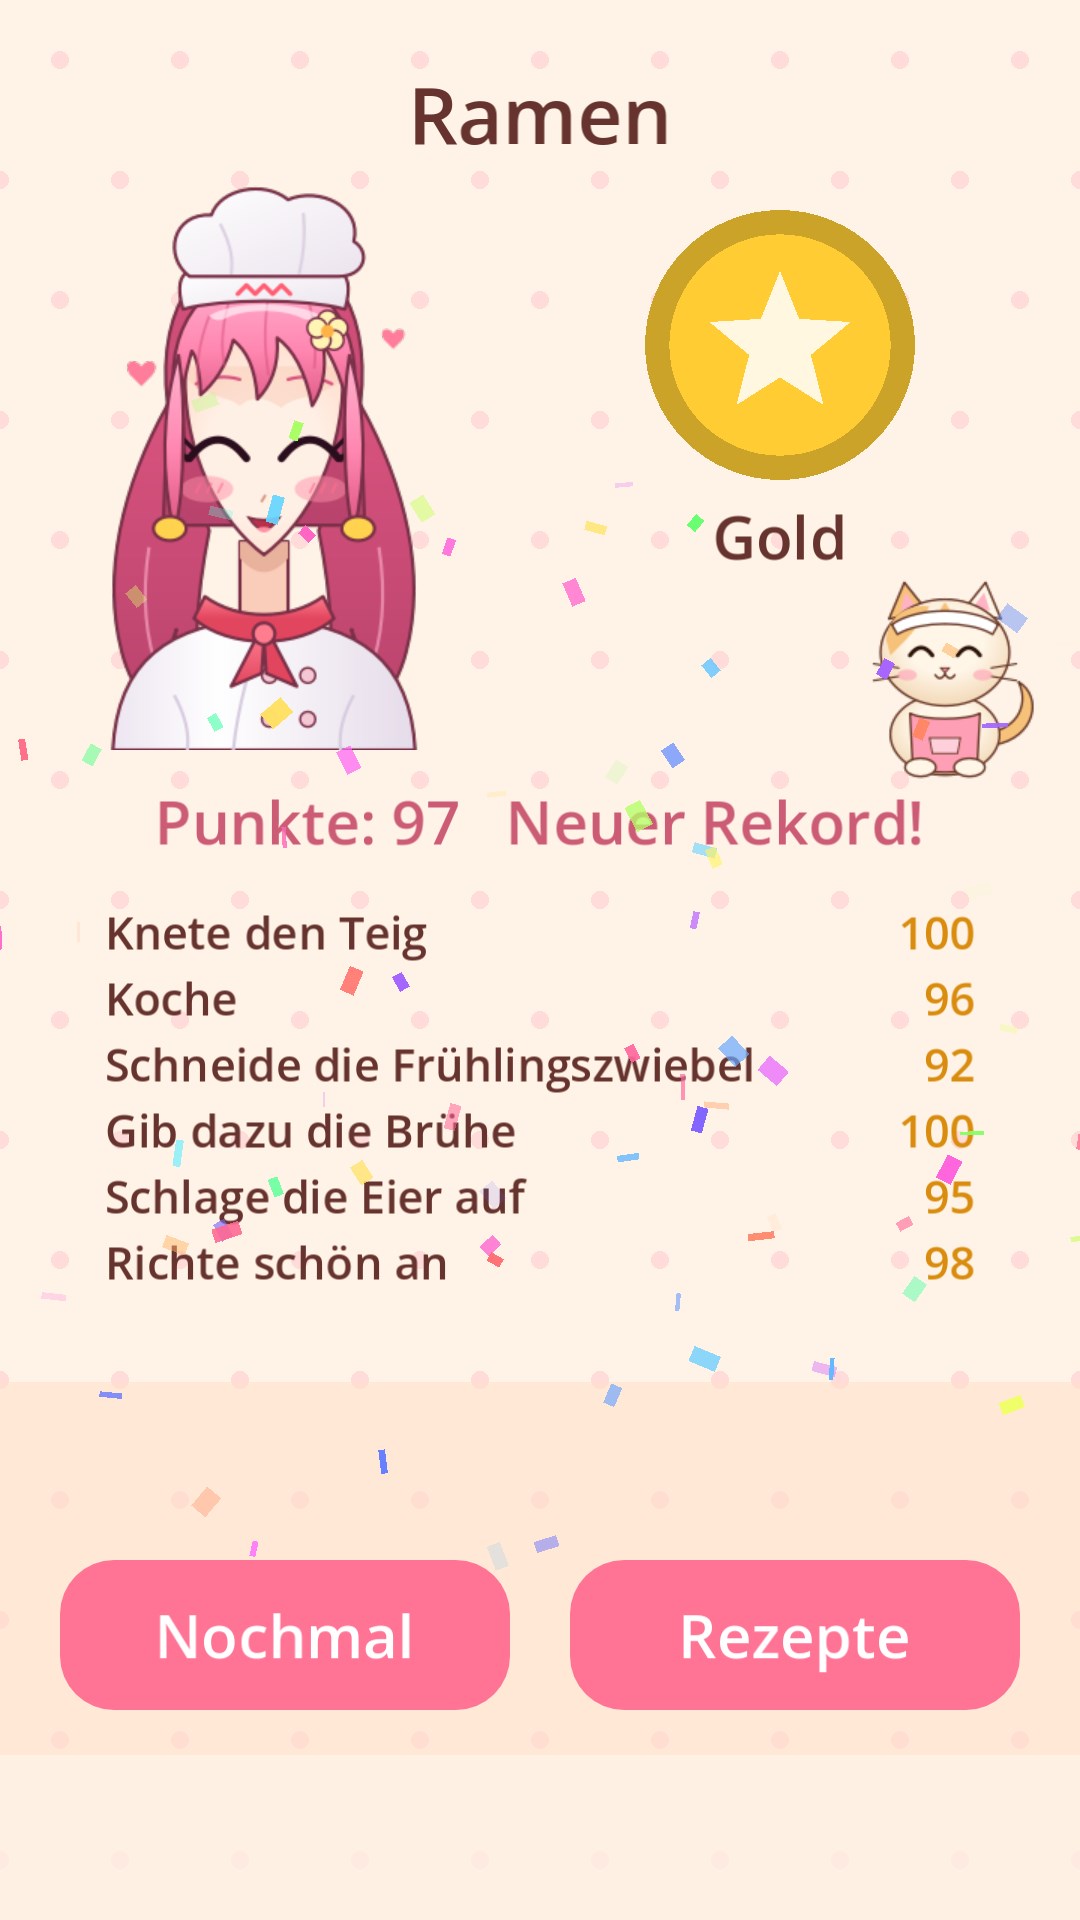 Ramen
Gold
Punkte: 97 Neuer Rekord!
Knete den Teig 100
Koche 96
Schneide die Frühlingszwiebel 92
Gib dazu die Brühe 100
Schlage die Eier auf 95
Richte schön an 98
Nochmal
Rezepte